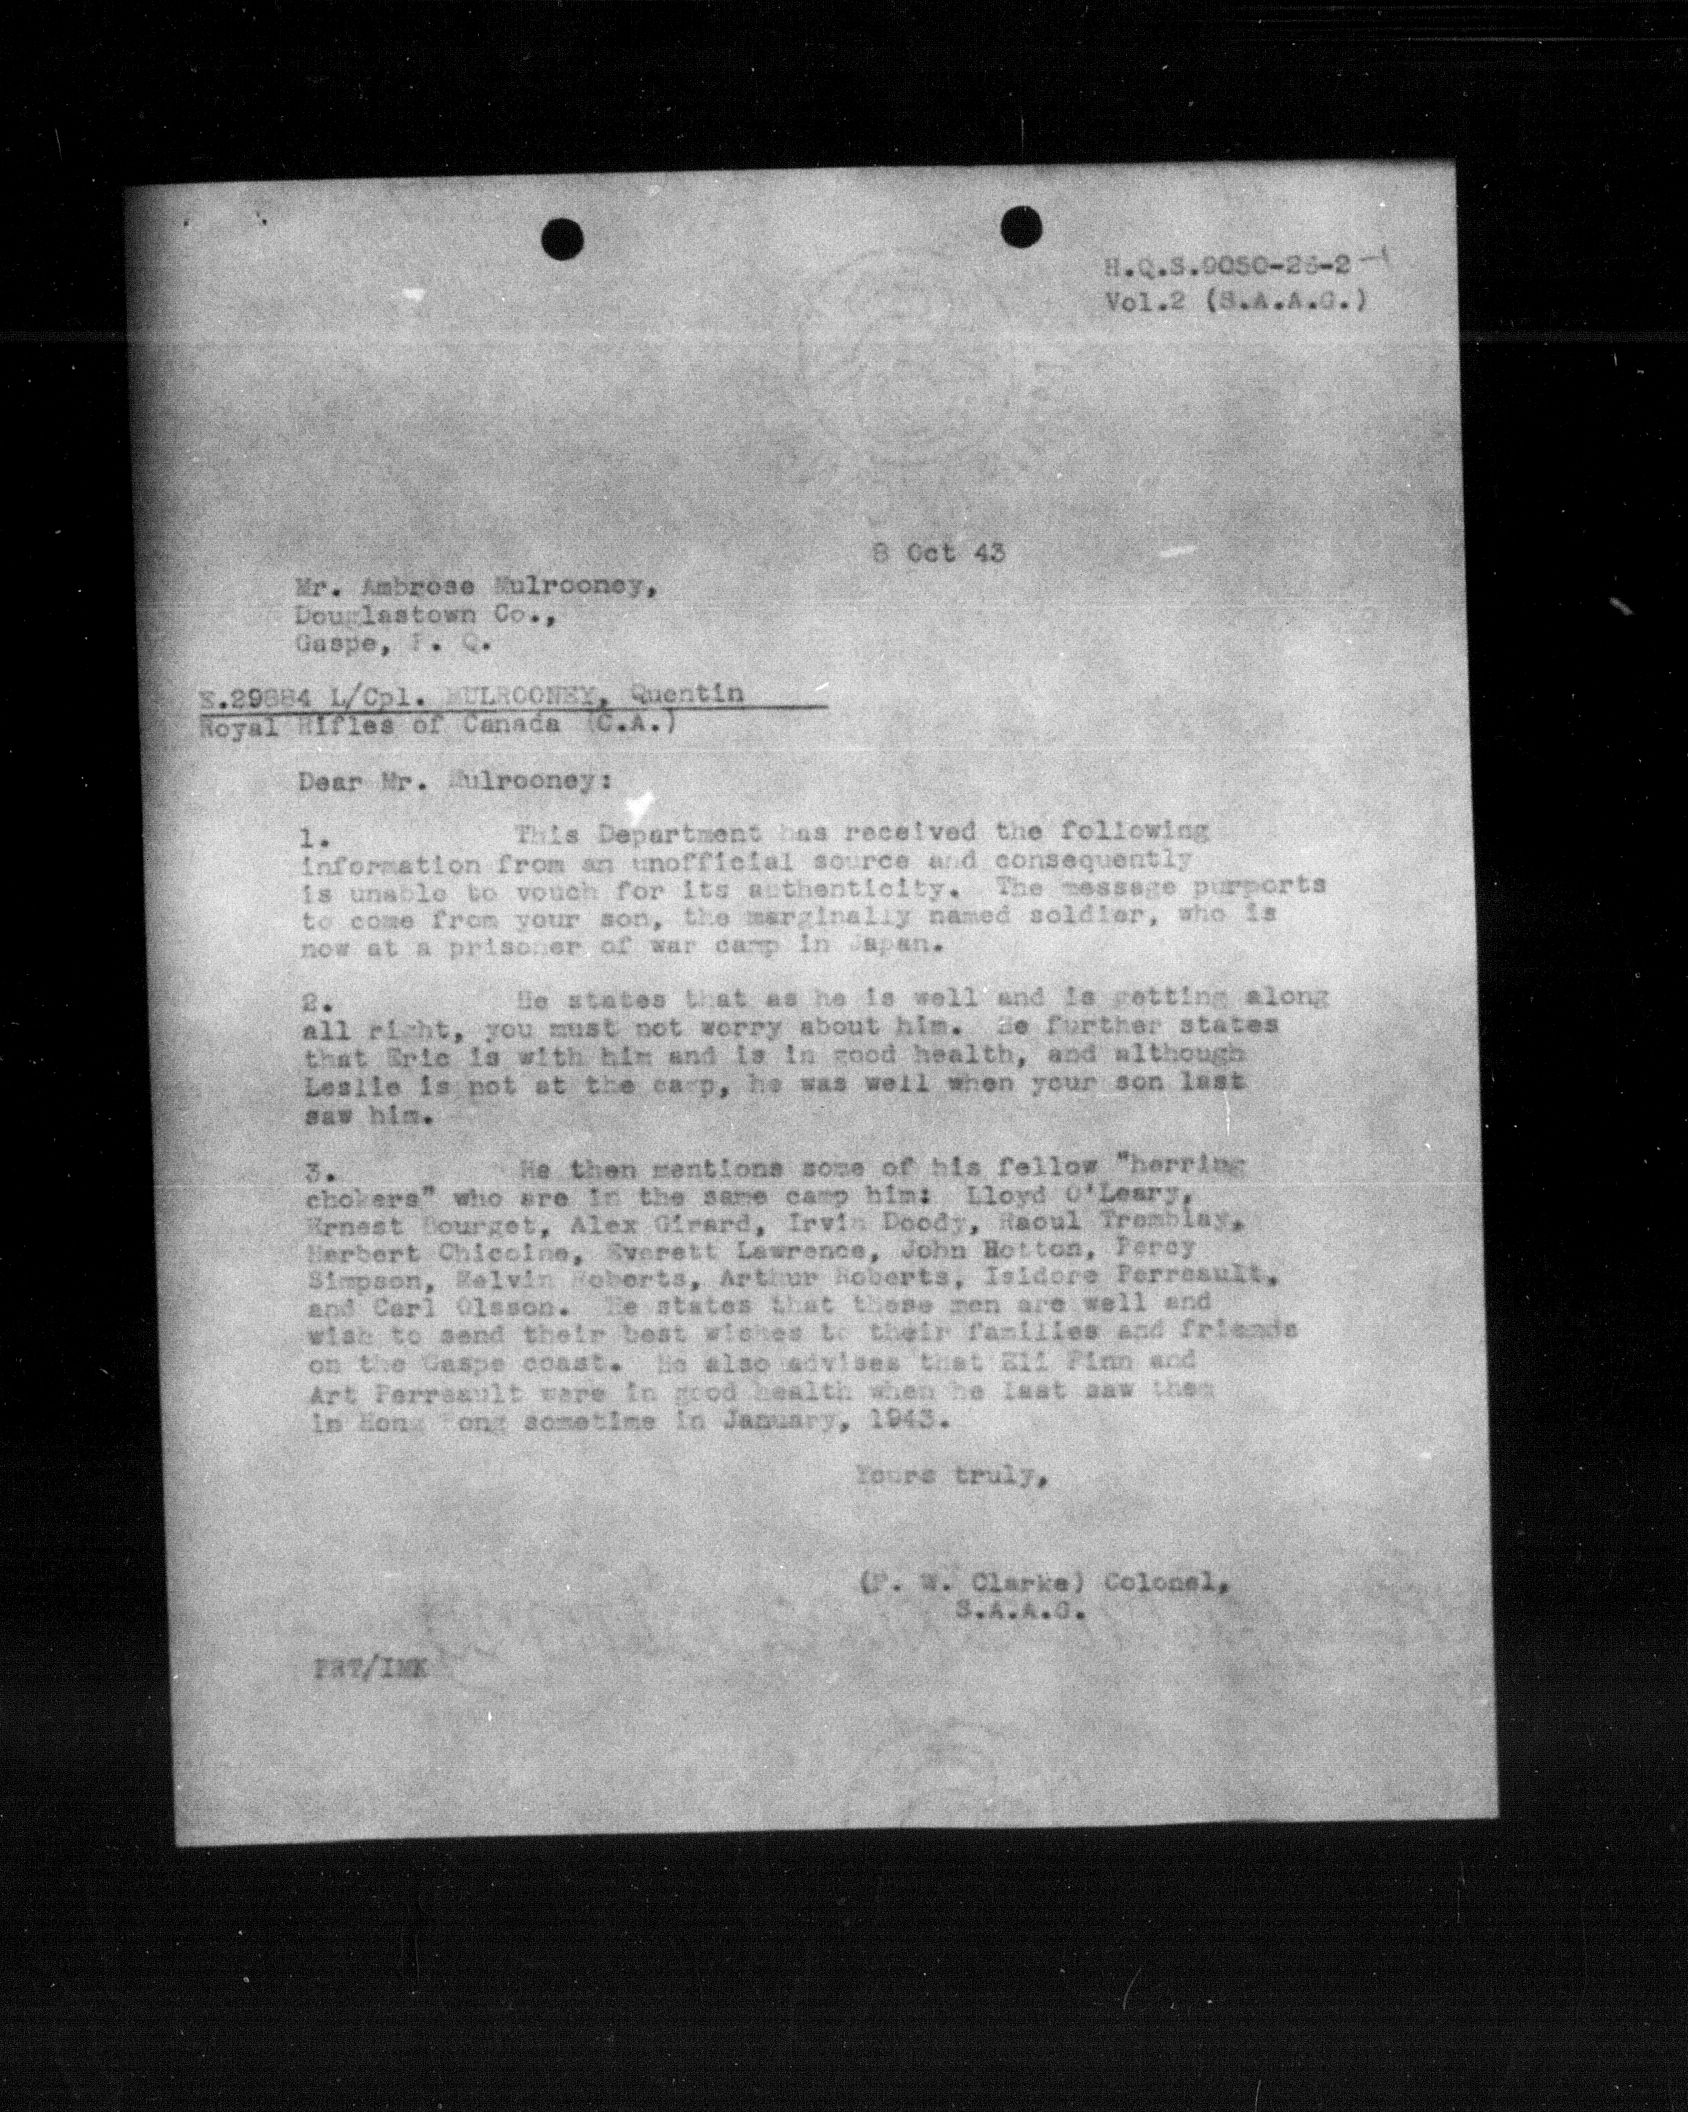 H.Q.S.9050-26-2
Vol.2 (S.A.A.G.)
8 Oct 43
Mr. Ambrose Mulrooney,
Douglastown Co.,
Gaspe, P. Q.
E.29884 L/Cpl. MULROONEY, Quentin
Royal Rifles of Canada (C.A.)
Dear Mr. Mulrooney:
1. This Department has received the following
information from an unofficial source and consequently
is unable to vouch for its authenticity. The message purports
to come from your son, the marginally named soldier, who is
now at a prisoner of war camp in Japan.
2. He states that as he is well and is getting along
all right, you must not worry about him. He further states
that Eric is with him and is in good health, and although
Leslie is not at the camp, he was well when your son last
saw him.
3. He then mentions some of his fellow "herring
chokers" who are in the same camp him: Lloyd O'Leary,
Ernest Bourget, Alex Girard, Irvin Doody, Raoul Tremblay,
Herbert Chicoine, Everett Lawrence, John Hotton, Percy
Simpson, Kelvin Roberts, Arthur Roberts, Isidore Perreault,
and Carl Olsson. He states that these men are well and
wish to send their best wishes to their families and friends
on the Gaspe coast. He also advises that Eli Finn and
Art Perreault were in good health when he last saw them
in Hong Kong sometime in January, 1943.
Yours truly,
(F. W. Clarke) Colonel,
S.A.A.G.
FRT/IMK